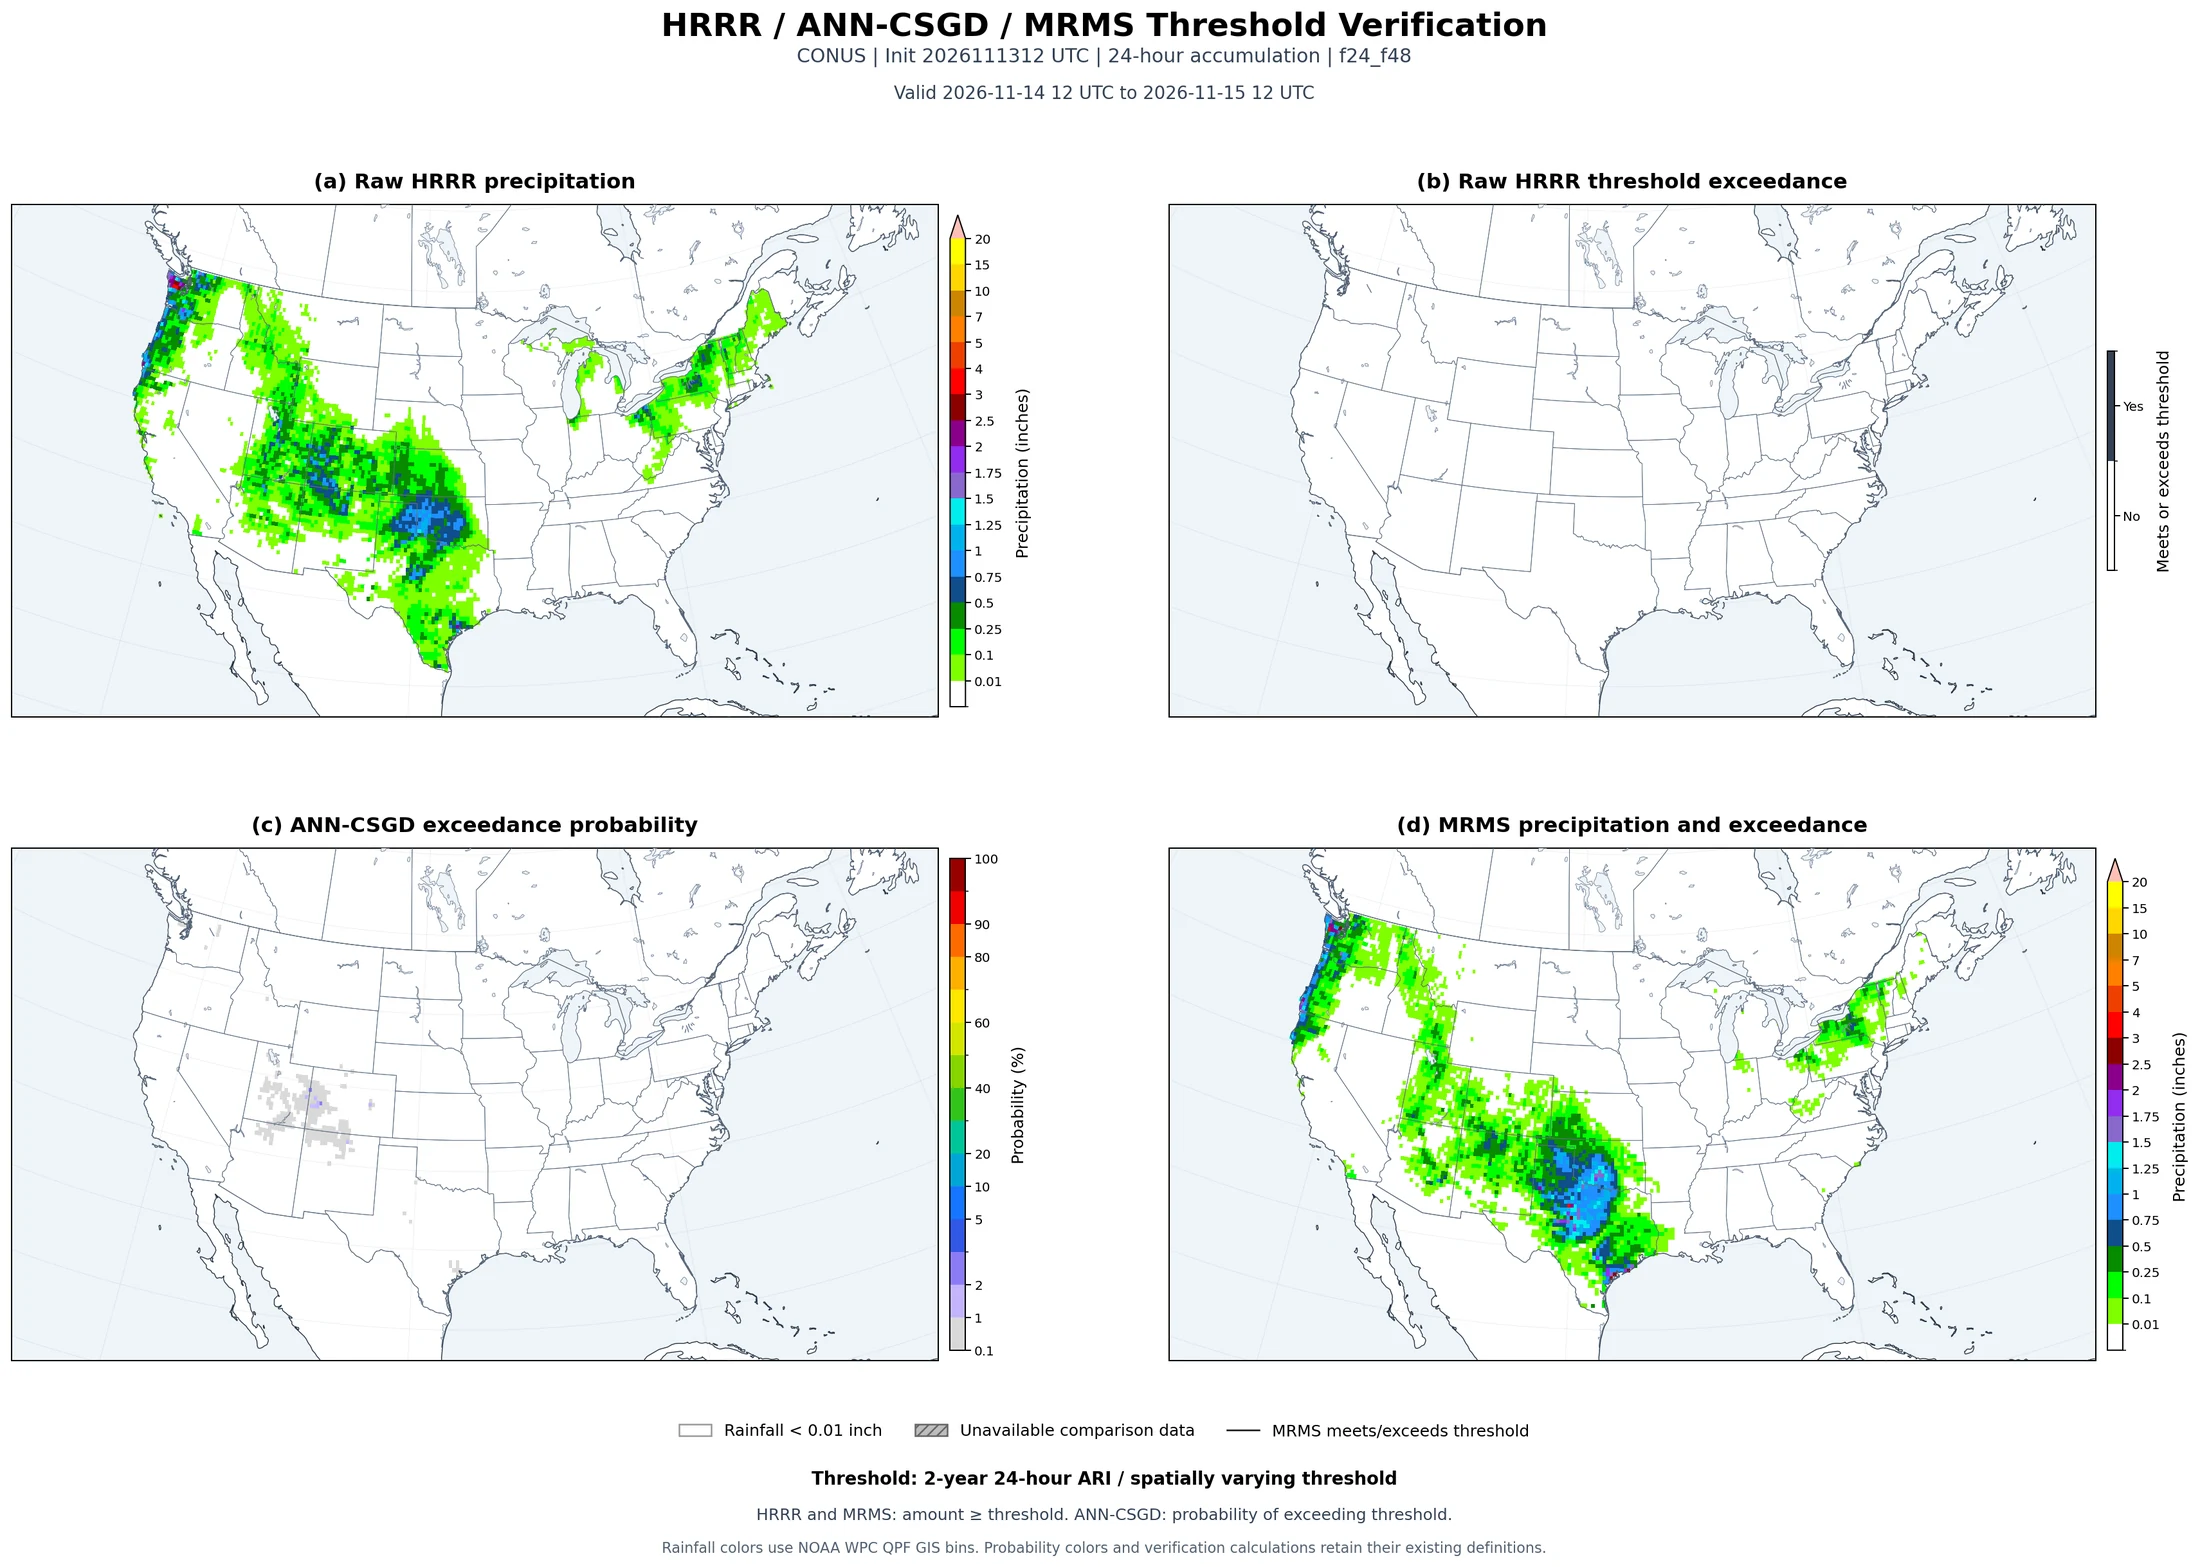 HRRR / ANN-CSGD / MRMS Threshold Verification
CONUS | Init 2026111312 UTC | 24-hour accumulation | f24_f48
Valid 2026-11-14 12 UTC to 2026-11-15 12 UTC
(a) Raw HRRR precipitation
20
15
10
7
5
4
3
2.5
2
1.75
1.5
1.25
1
0.75
0.5
0.25
0.1
0.01
Precipitation (inches)
(b) Raw HRRR threshold exceedance
Yes
No
Meets or exceeds threshold
(c) ANN-CSGD exceedance probability
100
90
80
60
40
20
10
5
2
1
0.1
Probability (%)
(d) MRMS precipitation and exceedance
20
15
10
7
5
4
3
2.5
2
1.75
1.5
1.25
1
0.75
0.5
0.25
0.1
0.01
Precipitation (inches)
Rainfall < 0.01 inch
Unavailable comparison data
MRMS meets/exceeds threshold
Threshold: 2-year 24-hour ARI / spatially varying threshold
HRRR and MRMS: amount ≥ threshold. ANN-CSGD: probability of exceeding threshold.
Rainfall colors use NOAA WPC QPF GIS bins. Probability colors and verification calculations retain their existing definitions.